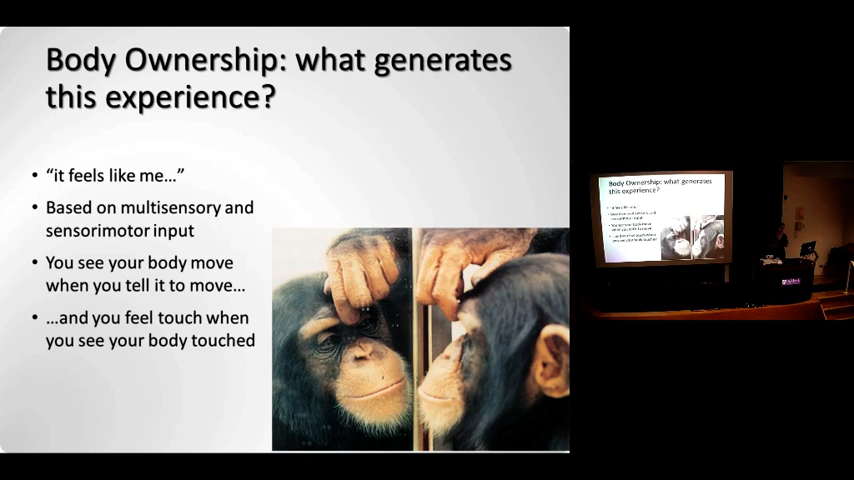 Body Ownership: what generates
this experience?
• “it feels like me…”
• Based on multisensory and
sensorimotor input
• You see your body move
when you tell it to move…
• …and you feel touch when
you see your body touched
Body Ownership: what generates
this experience?